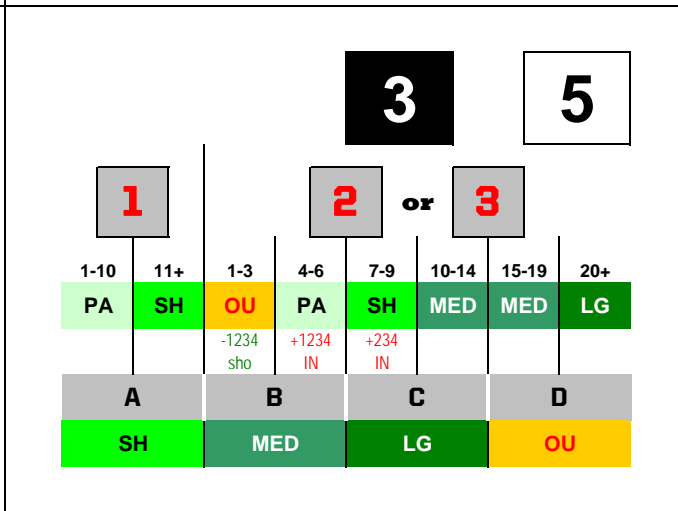 3 5
1 2 or 3
1-10 11+ 1-3 4-6 7-9 10-14 15-19 20+
PA SH OU PA SH MED MED LG
-1234 +1234 +234
sho IN IN
A B C D
SH MED LG OU